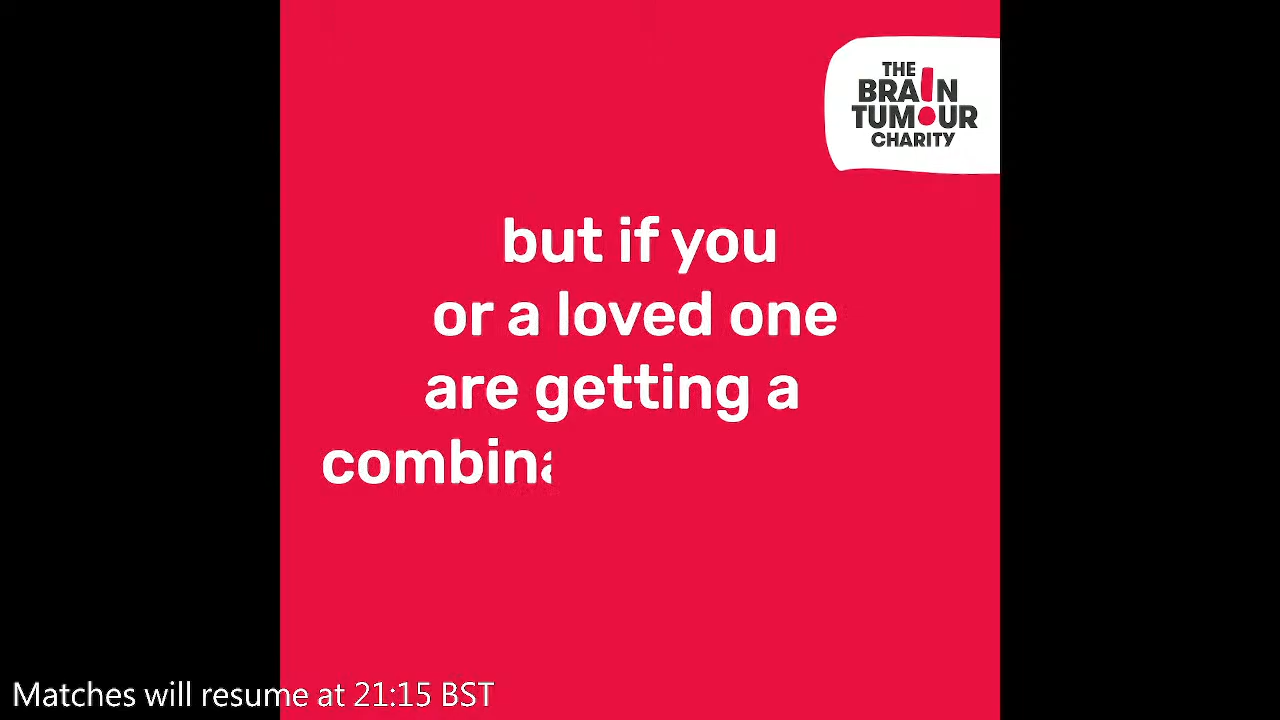 THE
BRAIN
TUMOUR
CHARITY
but if you
or a loved one
are getting a
combina
Matches will resume at 21:15 BST